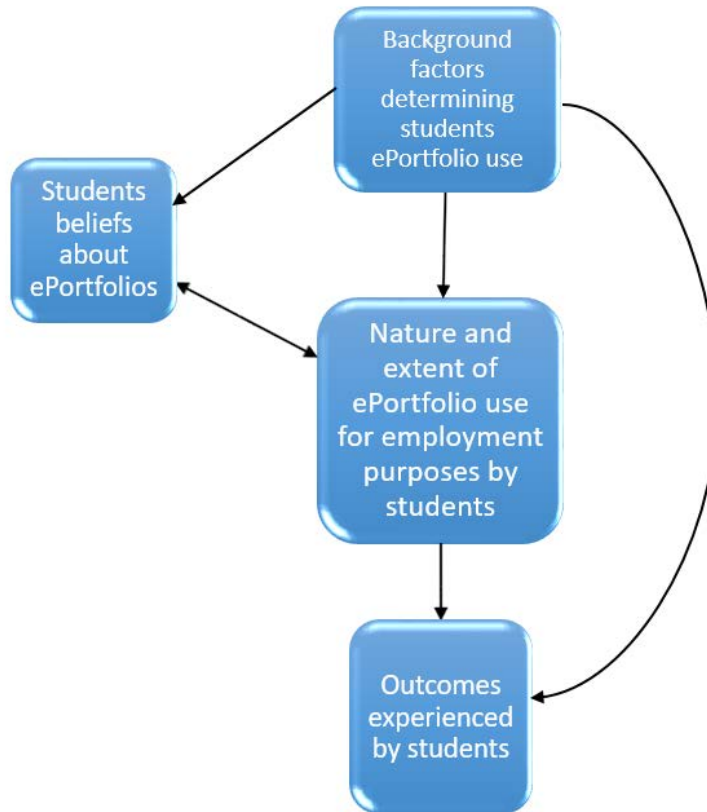 Background
factors
determining
students
ePortfolio use
Students
beliefs
about
ePortfolios
Nature and
extent of
ePortfolio use
for employment
purposes by
students
Outcomes
experienced
by students